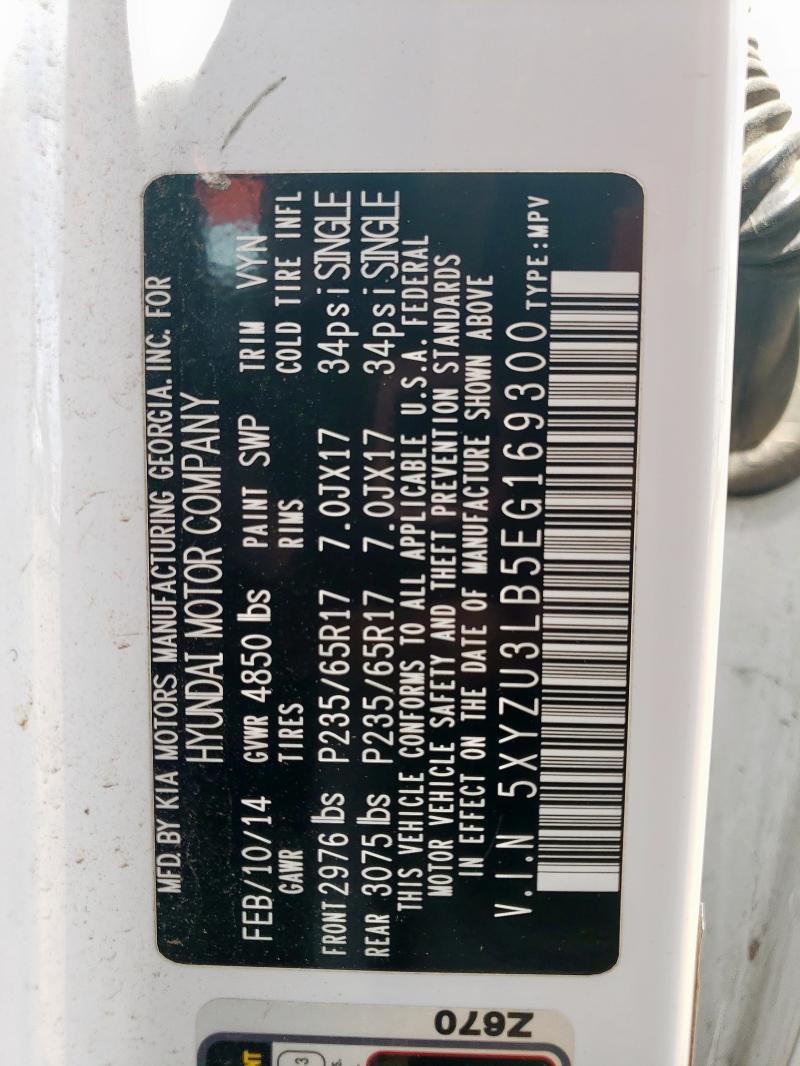 MFD. BY KIA MOTORS MANUFACTURING GEORGIA. INC. FOR
HYUNDAI MOTOR COMPANY
FEB/10/14 GVWR 4850 lbs PAINT SWP TRIM VYN
GAWR TIRES RIMS COLD TIRE INFL
FRONT 2976 lbs P235/65R17 7.0JX17 34psi SINGLE
REAR 3075 lbs P235/65R17 7.0JX17 34psi SINGLE
THIS VEHICLE CONFORMS TO ALL APPLICABLE U.S.A. FEDERAL
MOTOR VEHICLE SAFETY AND THEFT PREVENTION STANDARDS
IN EFFECT ON THE DATE OF MANUFACTURE SHOWN ABOVE
V.I.N 5XYZU3LB5EG169300 TYPE:MPV
Z670
3